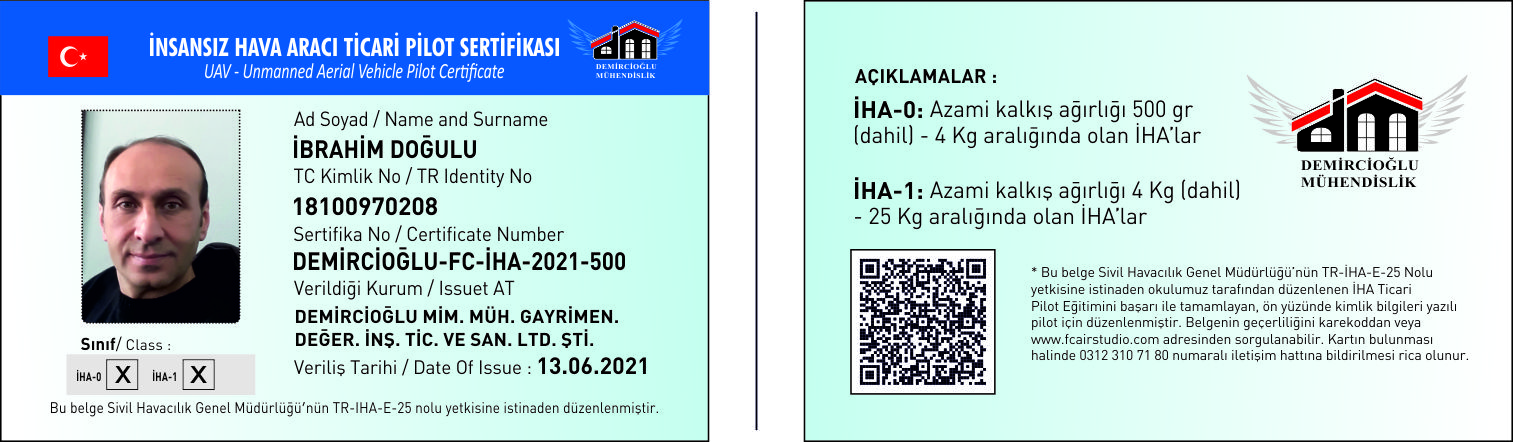 İNSANSIZ HAVA ARACI TİCARİ PİLOT SERTİFİKASI
UAV - Unmanned Aerial Vehicle Pilot Certificate
DEMİRCİOĞLU
MÜHENDİSLİK
Ad Soyad / Name and Surname
İBRAHİM DOĞULU
TC Kimlik No / TR Identity No
18100970208
Sertifika No / Certificate Number
DEMİRCİOĞLU-FC-İHA-2021-500
Verildiği Kurum / Issuet AT
DEMİRCİOĞLU MİM. MÜH. GAYRİMEN.
DEĞER. İNŞ. TİC. VE SAN. LTD. ŞTİ.
Veriliş Tarihi / Date Of Issue : 13.06.2021
Sınıf/ Class :
İHA-0 X İHA-1 X
Bu belge Sivil Havacılık Genel Müdürlüğü'nün TR-IHA-E-25 nolu yetkisine istinaden düzenlenmiştir.
AÇIKLAMALAR :
İHA-0: Azami kalkış ağırlığı 500 gr
(dahil) - 4 Kg aralığında olan İHA'lar
İHA-1: Azami kalkış ağırlığı 4 Kg (dahil)
- 25 Kg aralığında olan İHA'lar
DEMİRCİOĞLU
MÜHENDİSLİK
* Bu belge Sivil Havacılık Genel Müdürlüğü'nün TR-İHA-E-25 Nolu
yetkisine istinaden okulumuz tarafından düzenlenen İHA Ticari
Pilot Eğitimini başarı ile tamamlayan, ön yüzünde kimlik bilgileri yazılı
pilot için düzenlenmiştir. Belgenin geçerliliğini karekoddan veya
www.fcairstudio.com adresinden sorgulanabilir. Kartın bulunması
halinde 0312 310 71 80 numaralı iletişim hattına bildirilmesi rica olunur.